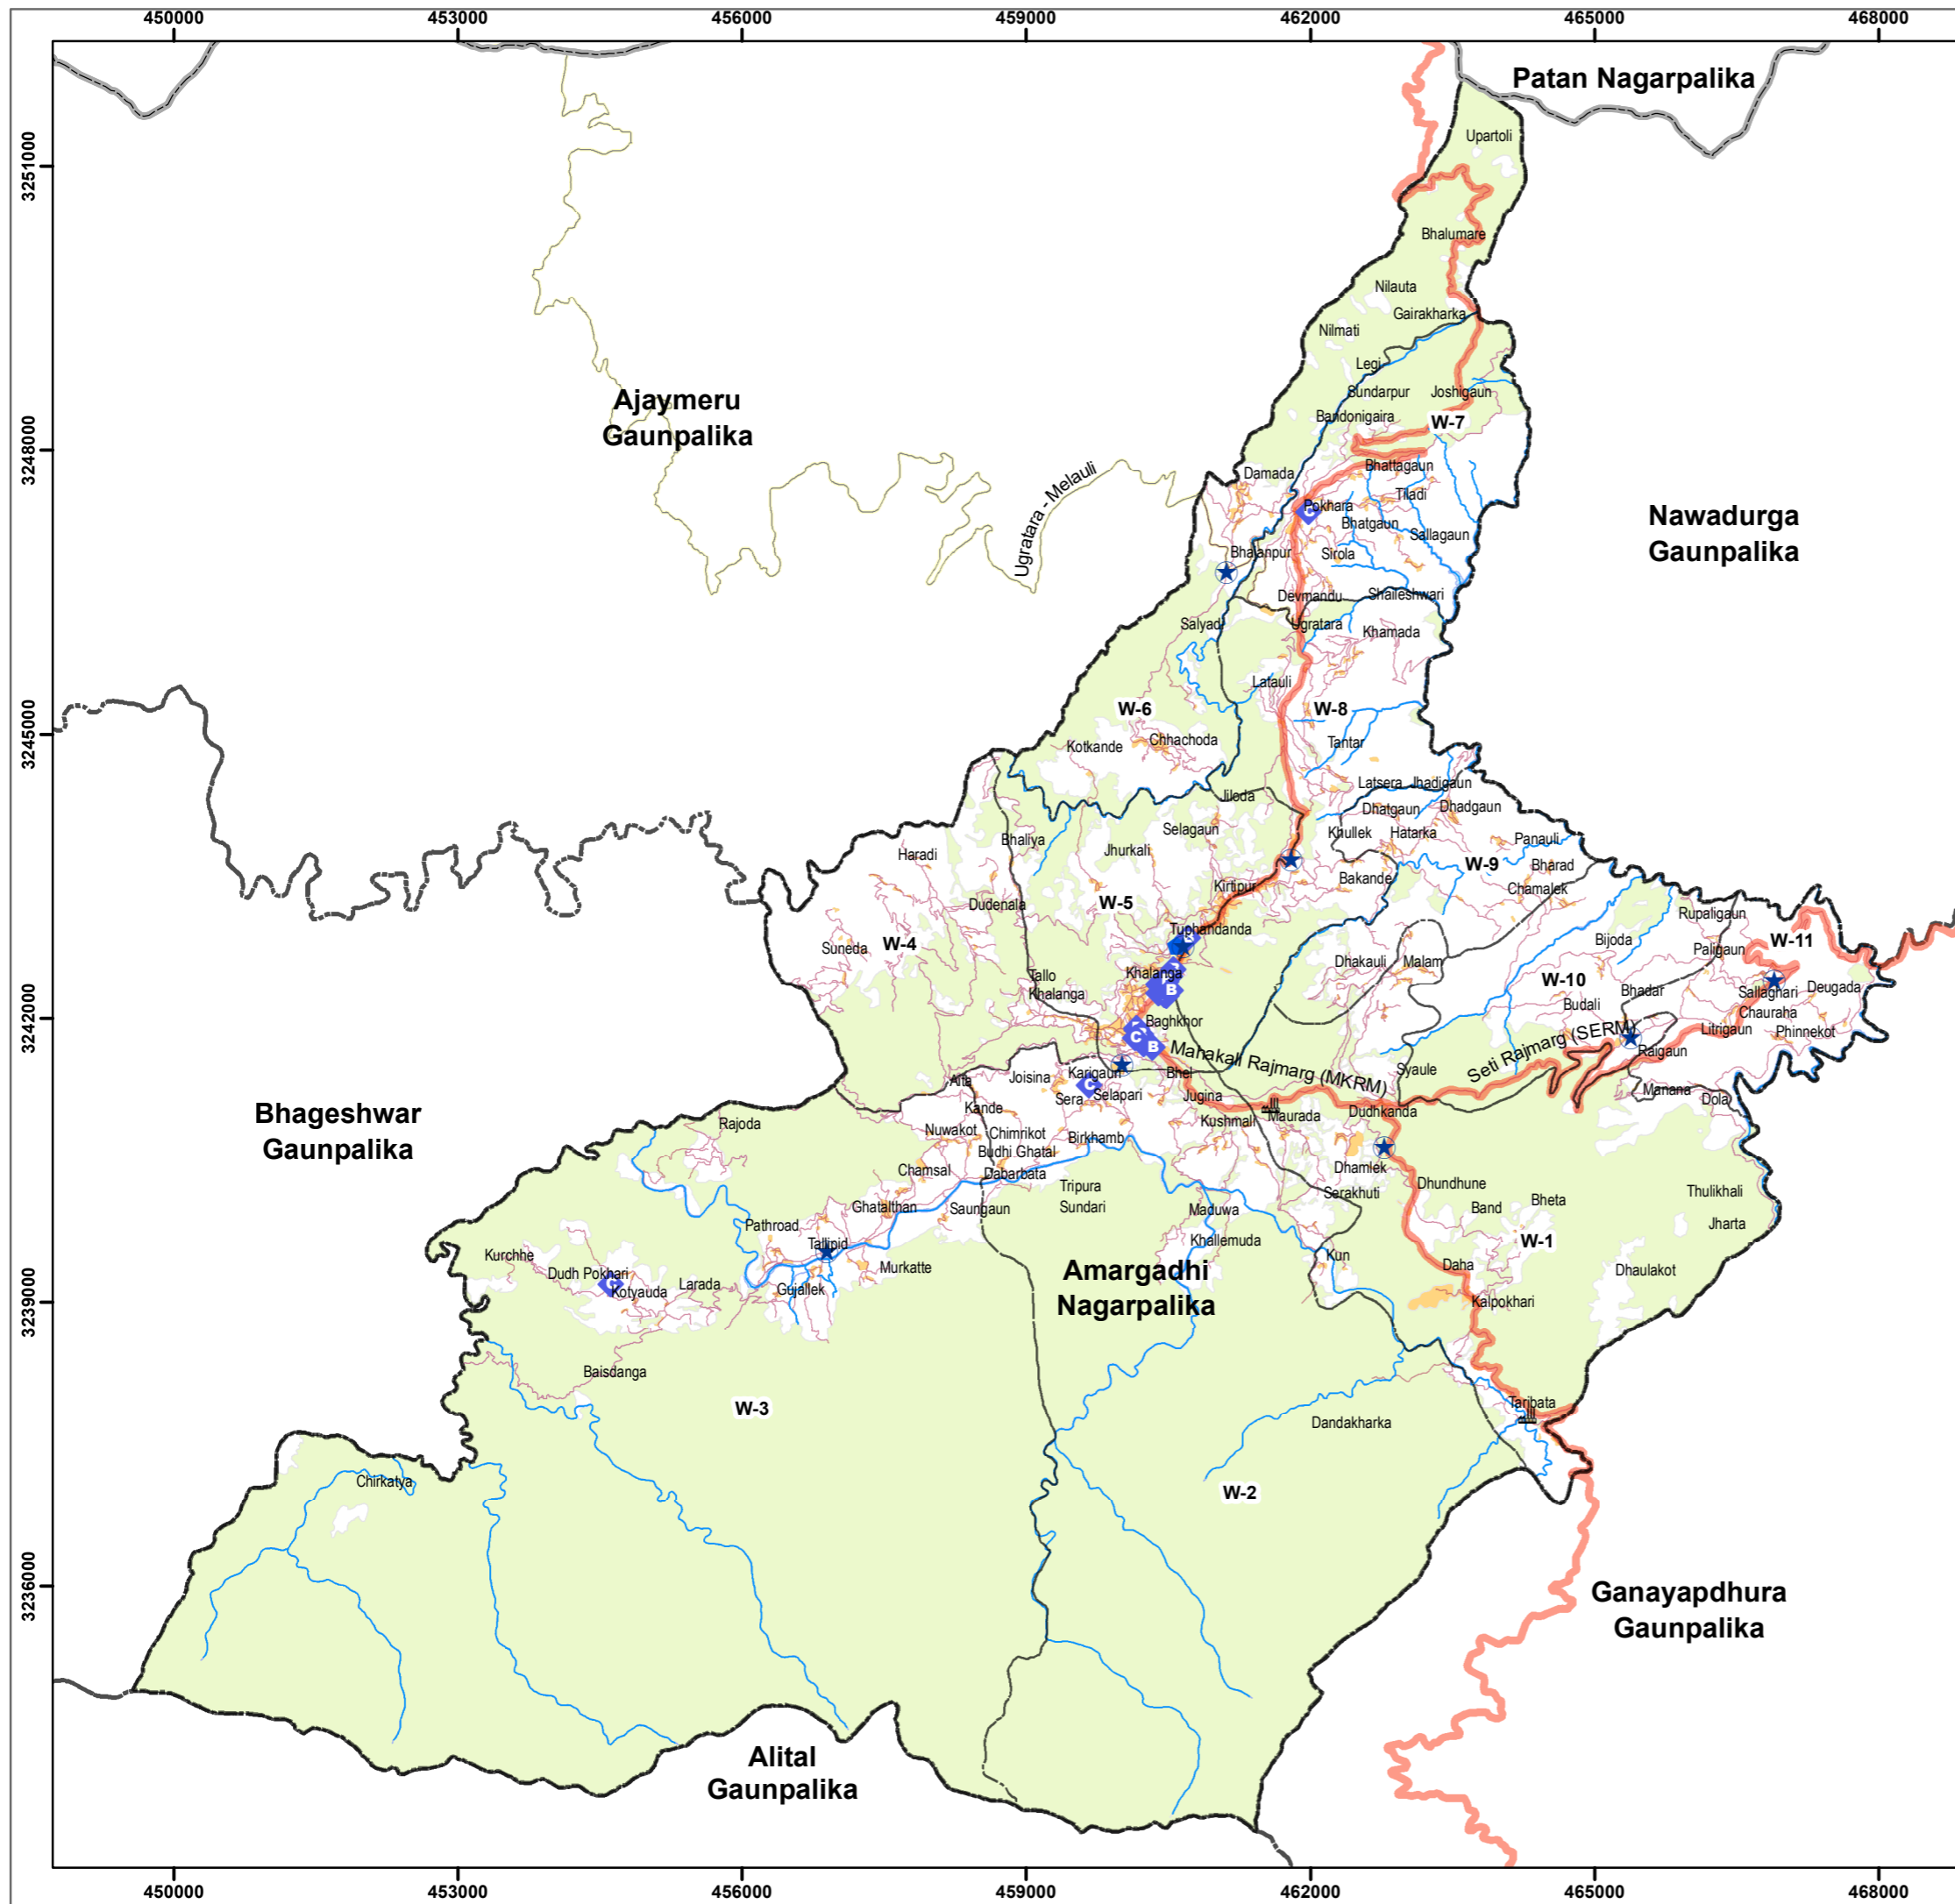 450000
453000
456000
459000
462000
465000
468000
Patan Nagarpalika
Upartoli
3251000
Bhalumare
Nilauta
Gairakharka
Nilmati
Legi
Sundarpur
Joshigaun
Ajaymeru
Gaunpalika
Bandonigaira
W-7
3248000
Bhattagaun
Damada
Ugratara - Melauli
Tiladi
Pokhara
Bhatgaun
Nawadurga
Gaunpalika
Sallagaun
Bhalanpur
Sirola
Devmandu
Shaileshwari
Salyadi
Ugratara
Khamada
Latauli
W-6
W-8
3245000
Kotkande
Chhachoda
Tantar
Latsera
Jhadigaun
Jiloda
Dhatgaun
Dhadgaun
Selagaun
Khullek
Hatarka
Panauli
Bhaliya
Jhurkali
Haradi
W-9
Bharad
Bakande
Kirtipur
Chamalek
W-5
Dudenala
Rupaligaun
Tuphandanda
Suneda
W-4
Bijoda
Paligaun
W-11
Dhakauli
Malam
Tallo
Khalanga
Khalanga
B
W-10
Bhadar
Sallaghari
Deugada
Budali
Chauraha
3242000
Baghkhor
C
B
Litrigaun
Phinnekot
Mahakali Rajmarg (MKRM)
Seti Rajmarg (SERM)
Raigaun
Syaule
Karigaun
Bhel
Aita
Joisina
C
Selapari
Jugina
Manana
Dola
Sera
Kande
Bhageshwar
Gaunpalika
Rajoda
Nuwakot
Chimrikot
Birkhamb
Kushmali
Maurada
Dudhkanda
Budhi Ghatal
Chamsal
Dabarbata
Dhamlek
Tripura
Sundari
Serakhuti
Dhundhune
Band
Bheta
Thulikhali
Ghatalthan
Saungaun
Maduwa
Jharta
Pathroad
Tallipid
Khallemuda
W-1
Kurchhe
Kun
Murkatte
Amargadhi
Nagarpalika
Daha
Dhaulakot
Dudh Pokhari
Kotyauda
Larada
Gujallek
Kalpokhari
3239000
Baisdanga
W-3
Taribata
Dandakharka
Chirkatya
W-2
3236000
Ganayapdhura
Gaunpalika
Alital
Gaunpalika
450000
453000
456000
459000
462000
465000
468000